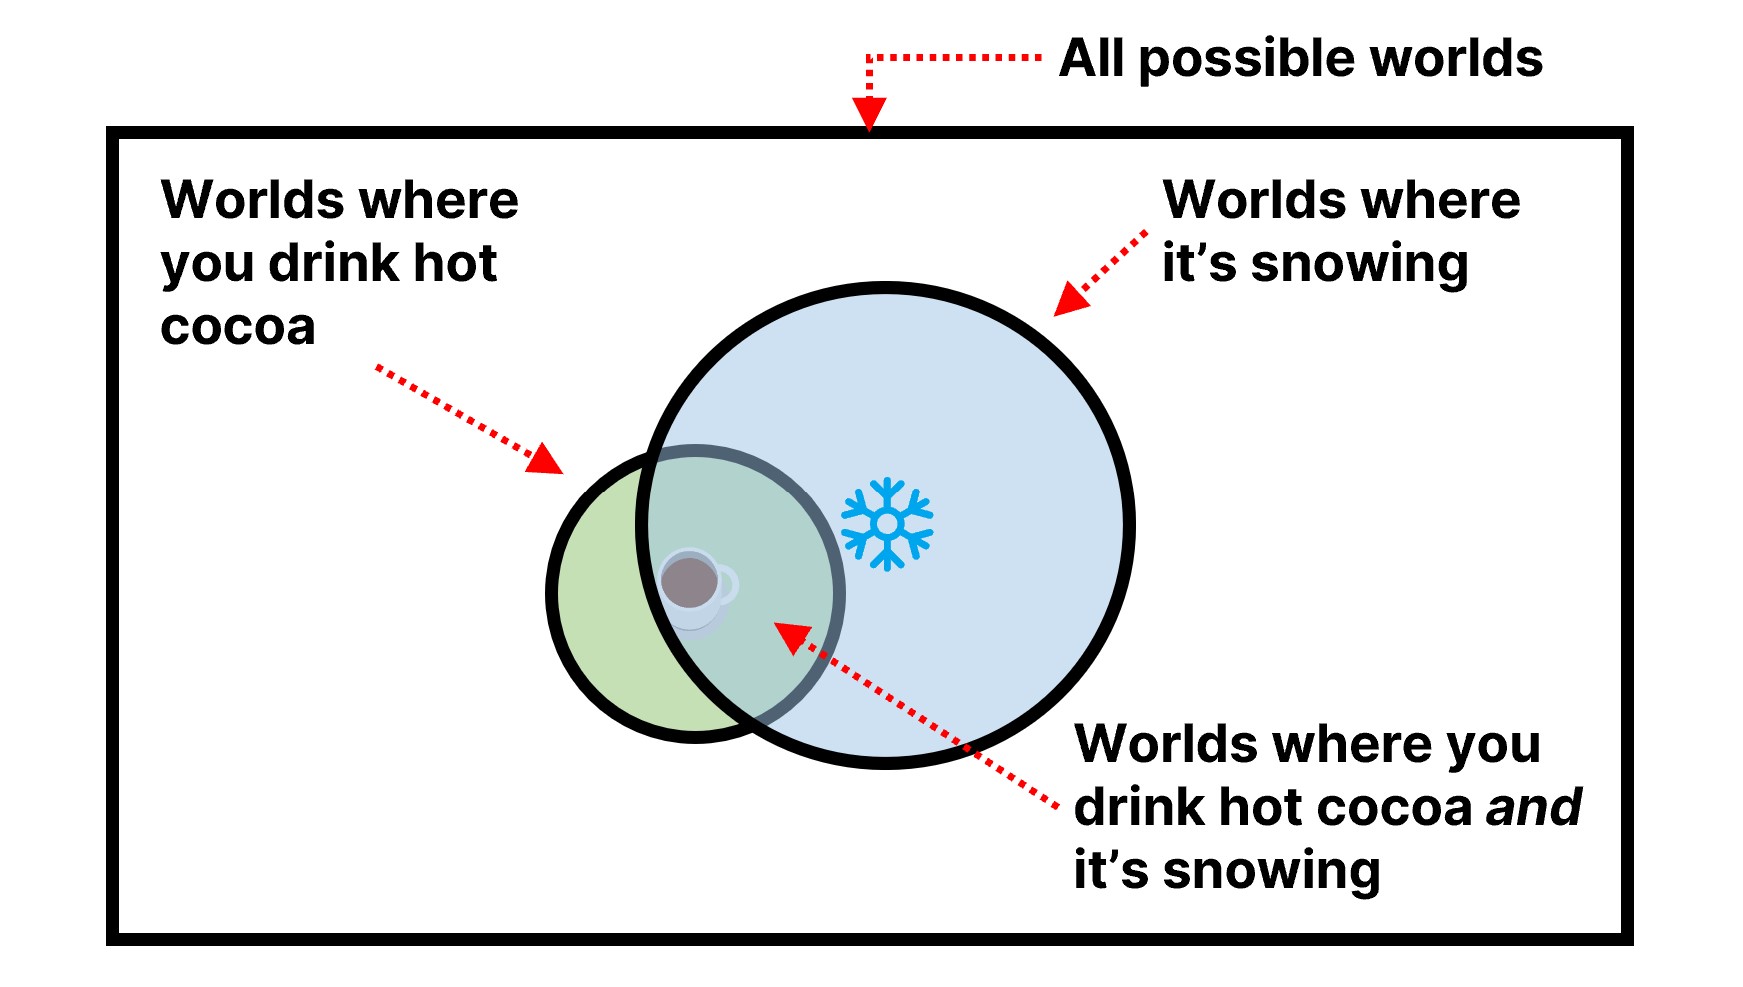 All possible worlds
Worlds where
you drink hot
cocoa
Worlds where
it’s snowing
Worlds where you
drink hot cocoa and
it’s snowing